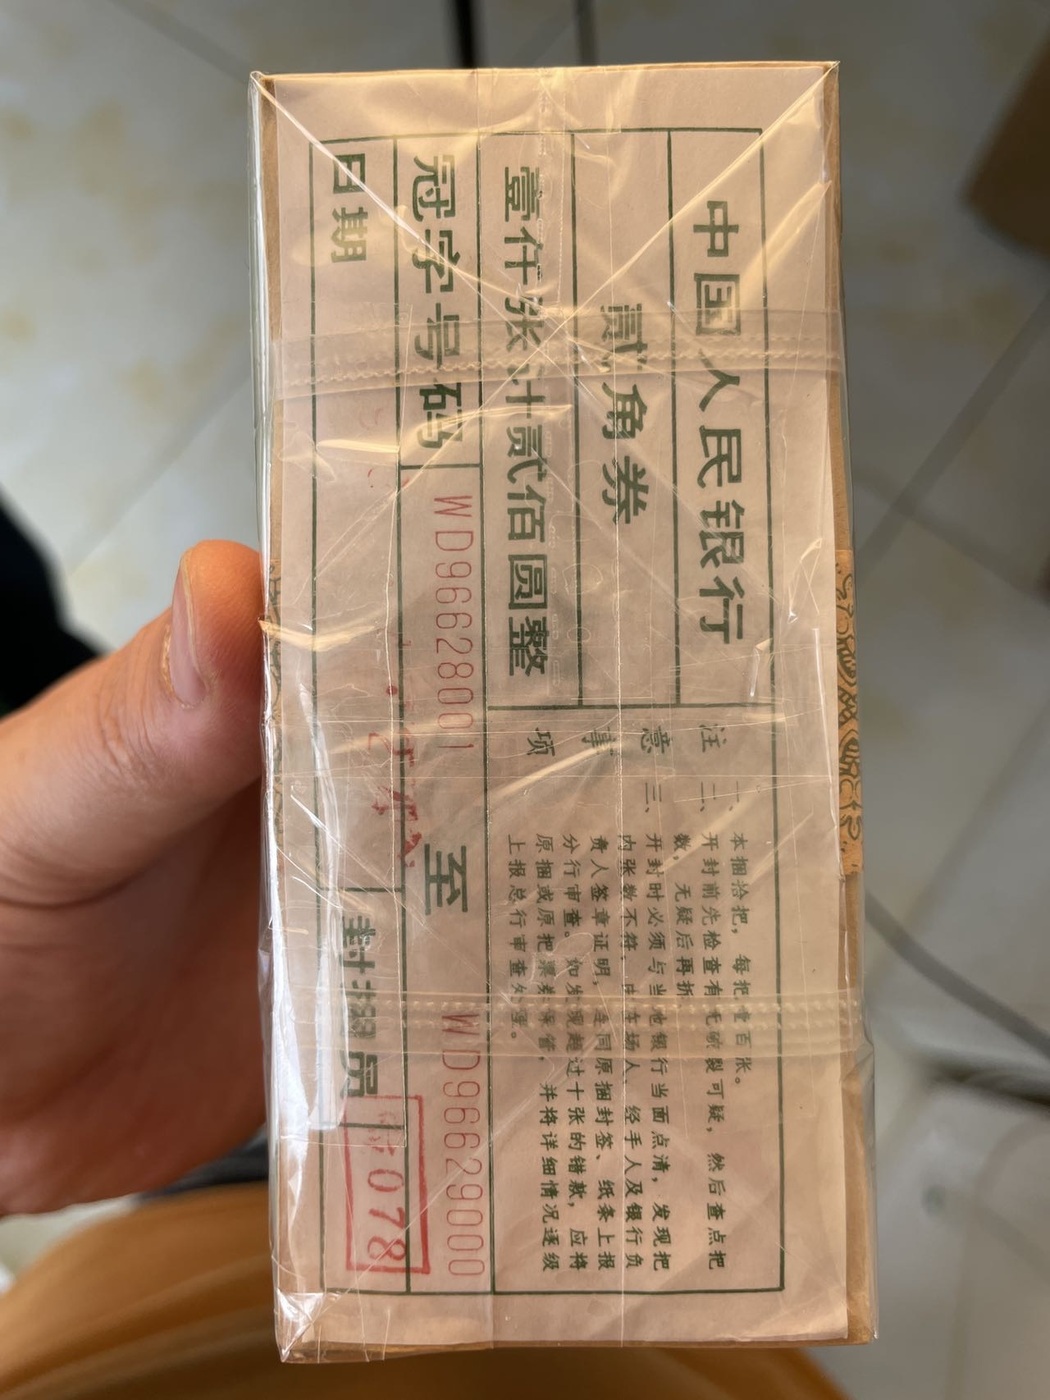 中国人民银行
贰角券
壹仟张计贰佰圆整
冠字号码 WD96628001 至 WD96629000
日期
封捆员
078
注意事项
一、本捆拾把，每把壹百张。
二、开封前先检查有无破裂可疑，然后查点把
数，无疑后再拆
三、开封时必须与当地银行当面点清，发现把
内张数不符，由在场人、经手人及银行负
责人签章证明，连同原捆封签、纸条上报
分行审查。如发现超过十张的错款，应将
原捆或原把票券保管，并将详细情况逐级
上报总行审查处理。